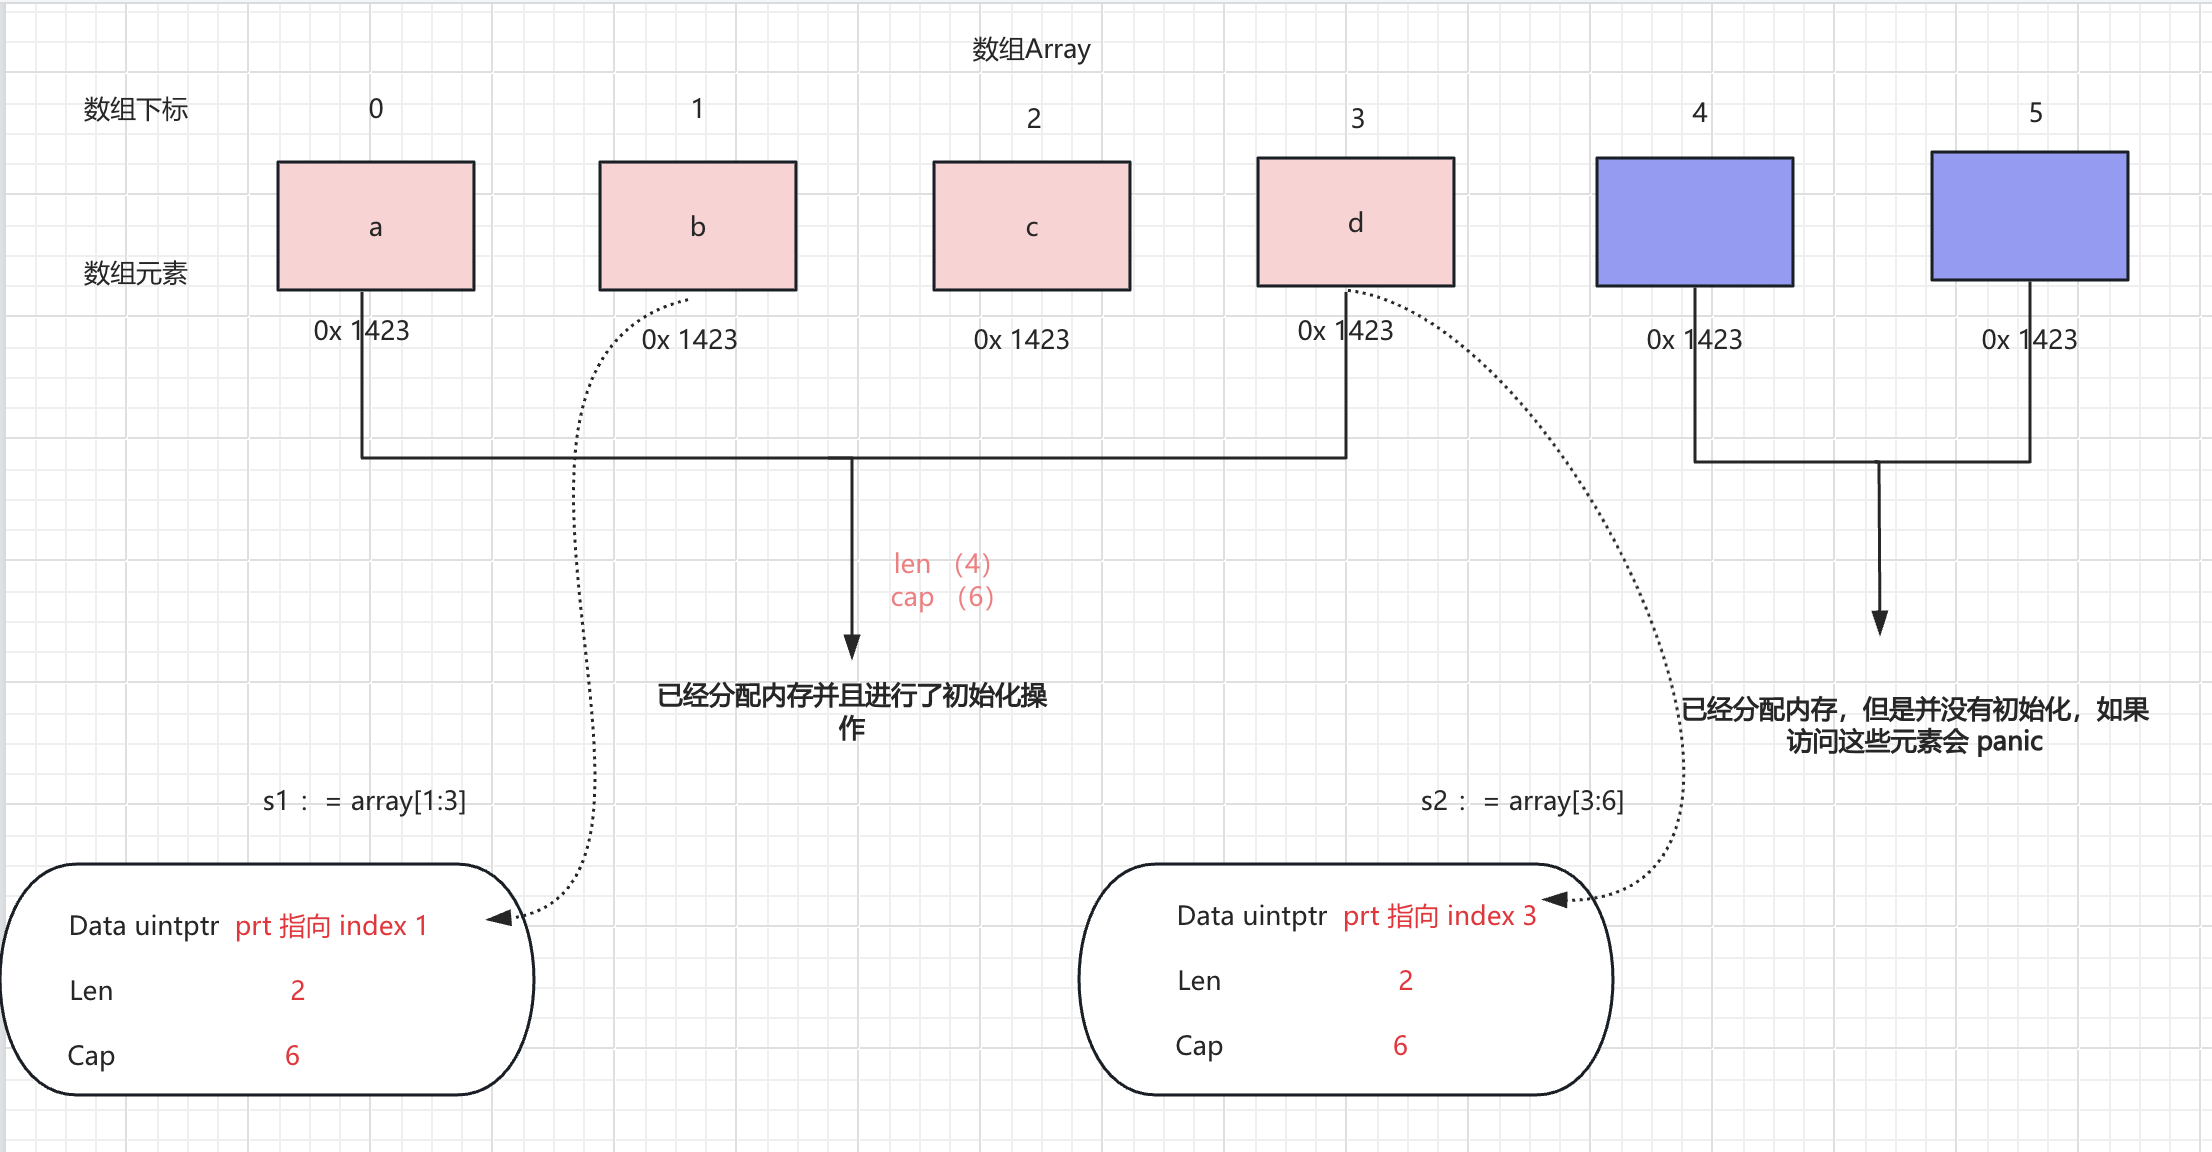 数组Array
数组下标 0 1 2 3 4 5
a b c d
数组元素
0x 1423 0x 1423 0x 1423 0x 1423 0x 1423 0x 1423
len （4）
cap （6）
已经分配内存并且进行了初始化操
作
已经分配内存，但是并没有初始化，如果
访问这些元素会 panic
s1 ： = array[1:3]
s2 ： = array[3:6]
Data uintptr prt 指向 index 1
Len 2
Cap 6
Data uintptr prt 指向 index 3
Len 2
Cap 6